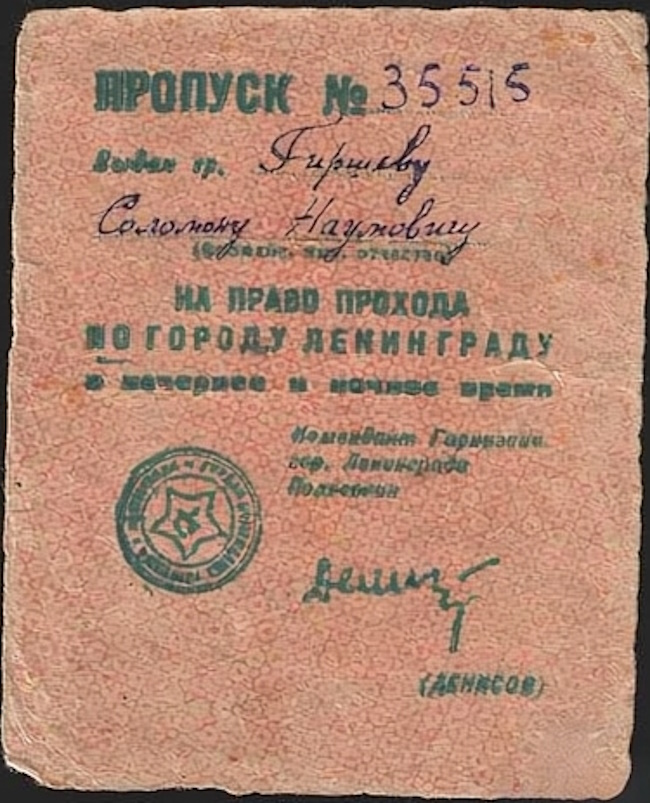 ПРОПУСК № 35515
Выдан гр. Гиршеву
Соломону Наумовичу
(Фамилия, имя, отчество)
НА ПРАВО ПРОХОДА
ПО ГОРОДУ ЛЕНИНГРАДУ
в вечернее и ночное время
Комендант Гарнизона
гор. Ленинграда
Полковник
(ДЕНИСОВ)